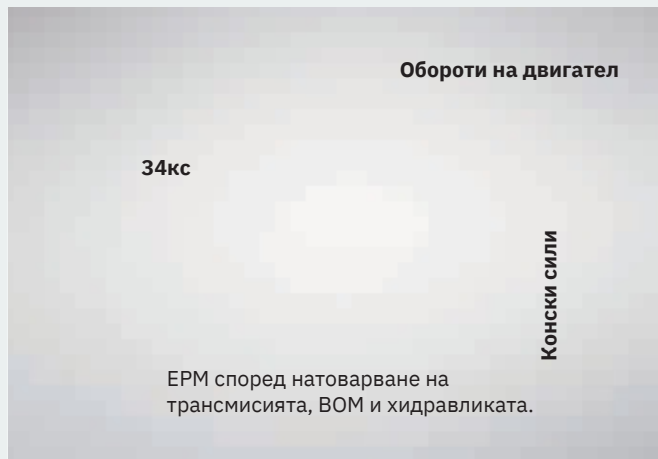 Обороти на двигател
34кс
Конски сили
ЕРМ според натоварване на
трансмисията, ВОМ и хидравликата.